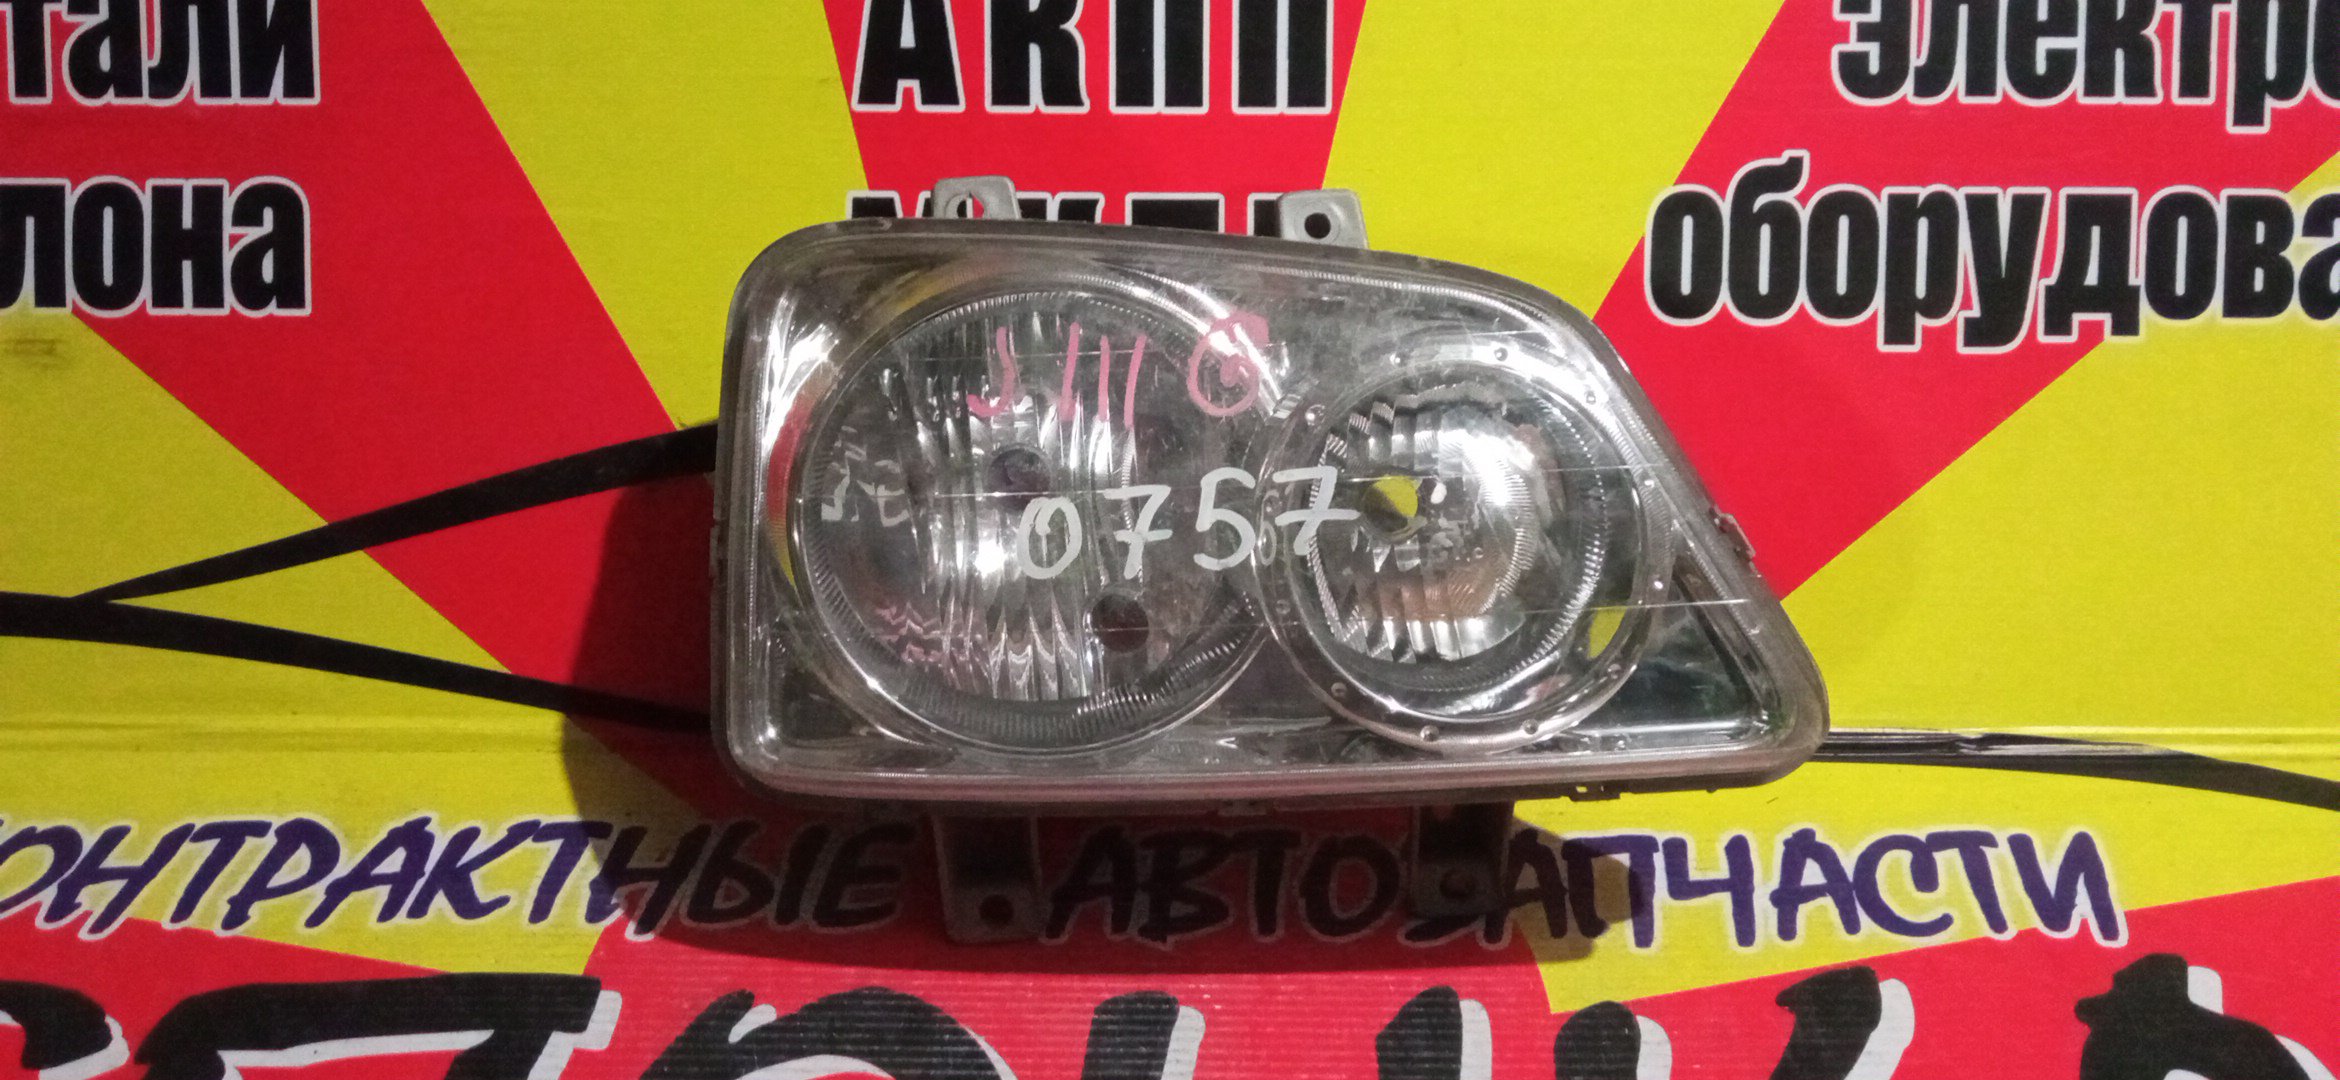 тали
лона
АКПП
электро
оборудова
J111G
0757
ОНТРАКТНЫЕ АВТОЗАПЧАСТИ